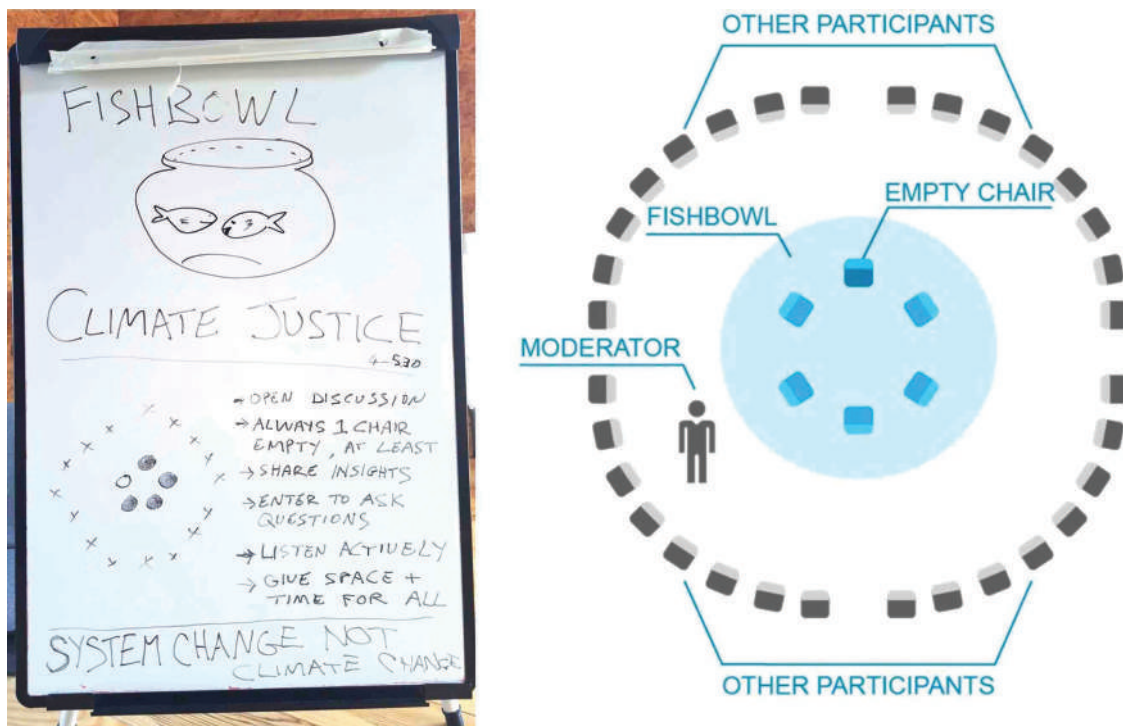 FISHBOWL
CLIMATE JUSTICE
4-530
- OPEN DISCUSSION
→ ALWAYS 1 CHAIR
EMPTY, AT LEAST
→ SHARE INSIGHTS
→ ENTER TO ASK
QUESTIONS
→ LISTEN ACTIVELY
→ GIVE SPACE +
TIME FOR ALL
SYSTEM CHANGE NOT
CLIMATE CHANGE
OTHER PARTICIPANTS
EMPTY CHAIR
FISHBOWL
MODERATOR
OTHER PARTICIPANTS